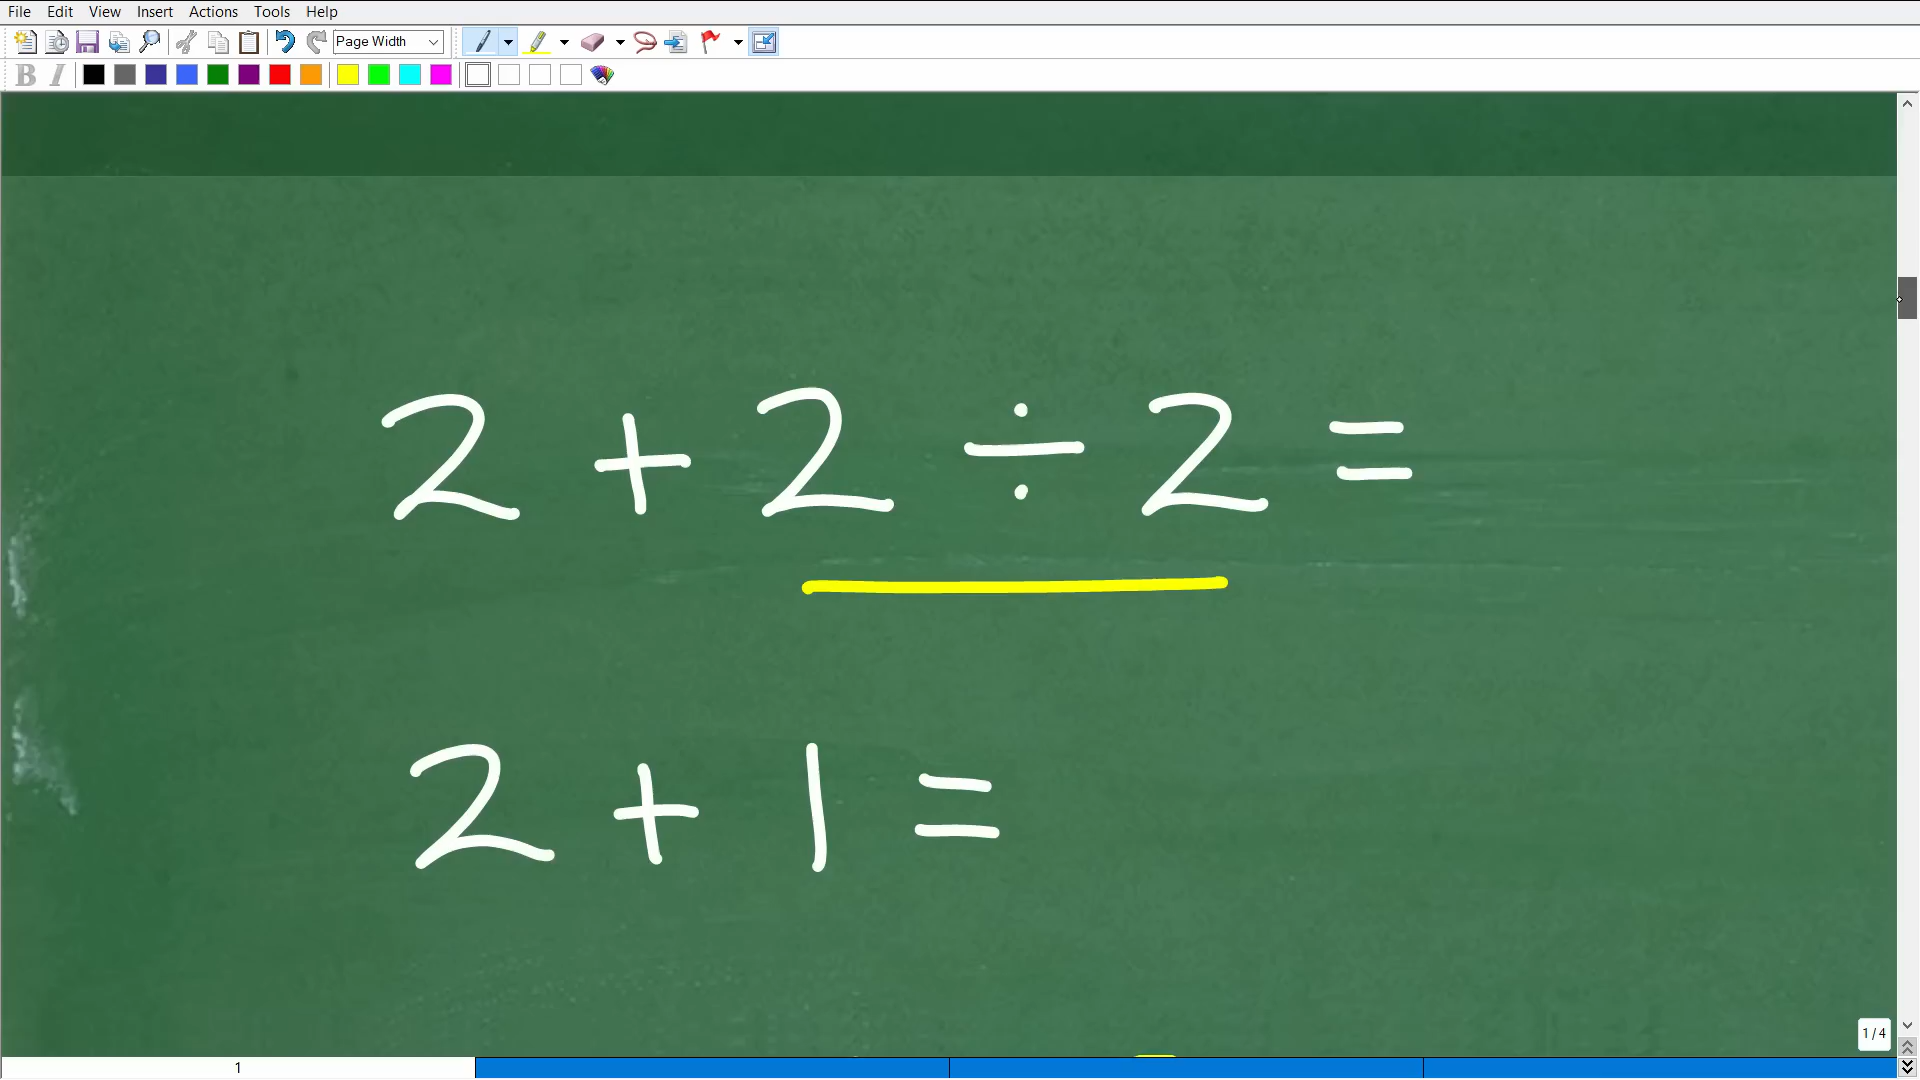 File Edit View Insert Actions Tools Help
Page Width
B I
2 + 2 ÷ 2 =
2 + 1 =
1 / 4
1